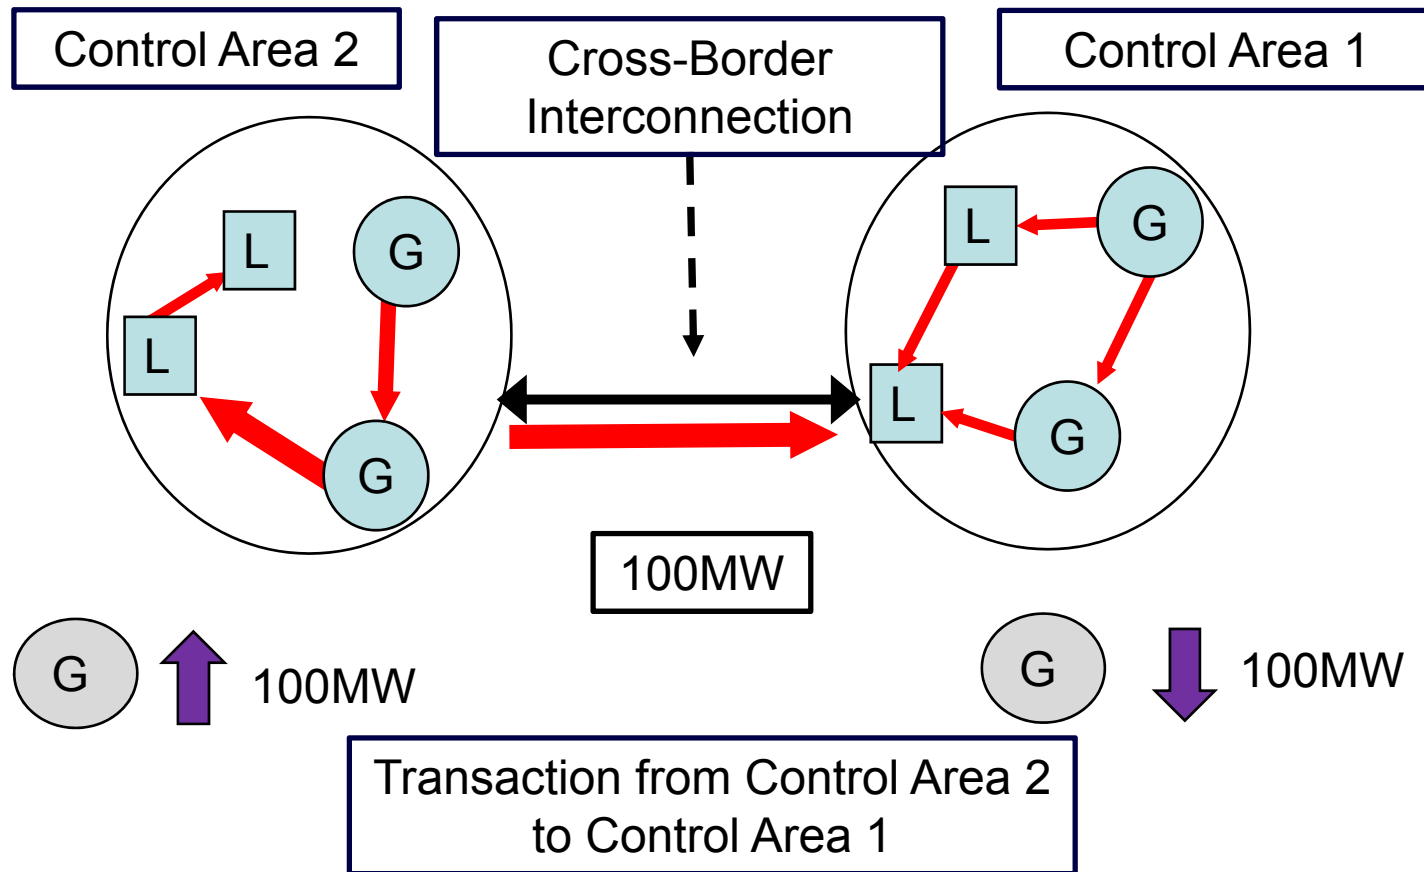 Control Area 2
Cross-Border
Interconnection
Control Area 1
L
G
L
G
L
G
L
G
100MW
G
100MW
G
100MW
Transaction from Control Area 2
to Control Area 1